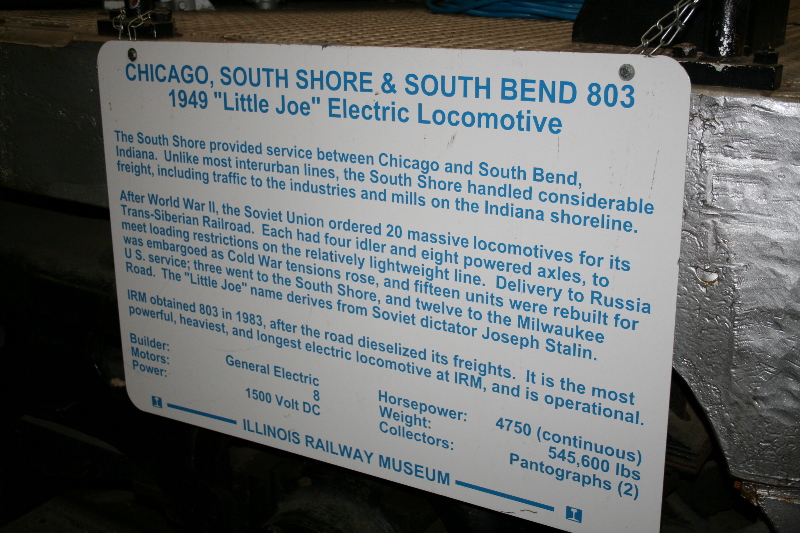 CHICAGO, SOUTH SHORE & SOUTH BEND 803
1949 "Little Joe" Electric Locomotive
The South Shore provided service between Chicago and South Bend,
Indiana. Unlike most interurban lines, the South Shore handled considerable
freight, including traffic to the industries and mills on the Indiana shoreline.
After World War II, the Soviet Union ordered 20 massive locomotives for its
Trans-Siberian Railroad. Each had four idler and eight powered axles, to
meet loading restrictions on the relatively lightweight line. Delivery to Russia
was embargoed as Cold War tensions rose, and fifteen units were rebuilt for
U.S. service; three went to the South Shore, and twelve to the Milwaukee
Road. The "Little Joe" name derives from Soviet dictator Joseph Stalin.
IRM obtained 803 in 1983, after the road dieselized its freights. It is the most
powerful, heaviest, and longest electric locomotive at IRM, and is operational.
Builder: General Electric
Motors: 8
Power: 1500 Volt DC
Horsepower: 4750 (continuous)
Weight: 545,600 lbs
Collectors: Pantographs (2)
ILLINOIS RAILWAY MUSEUM